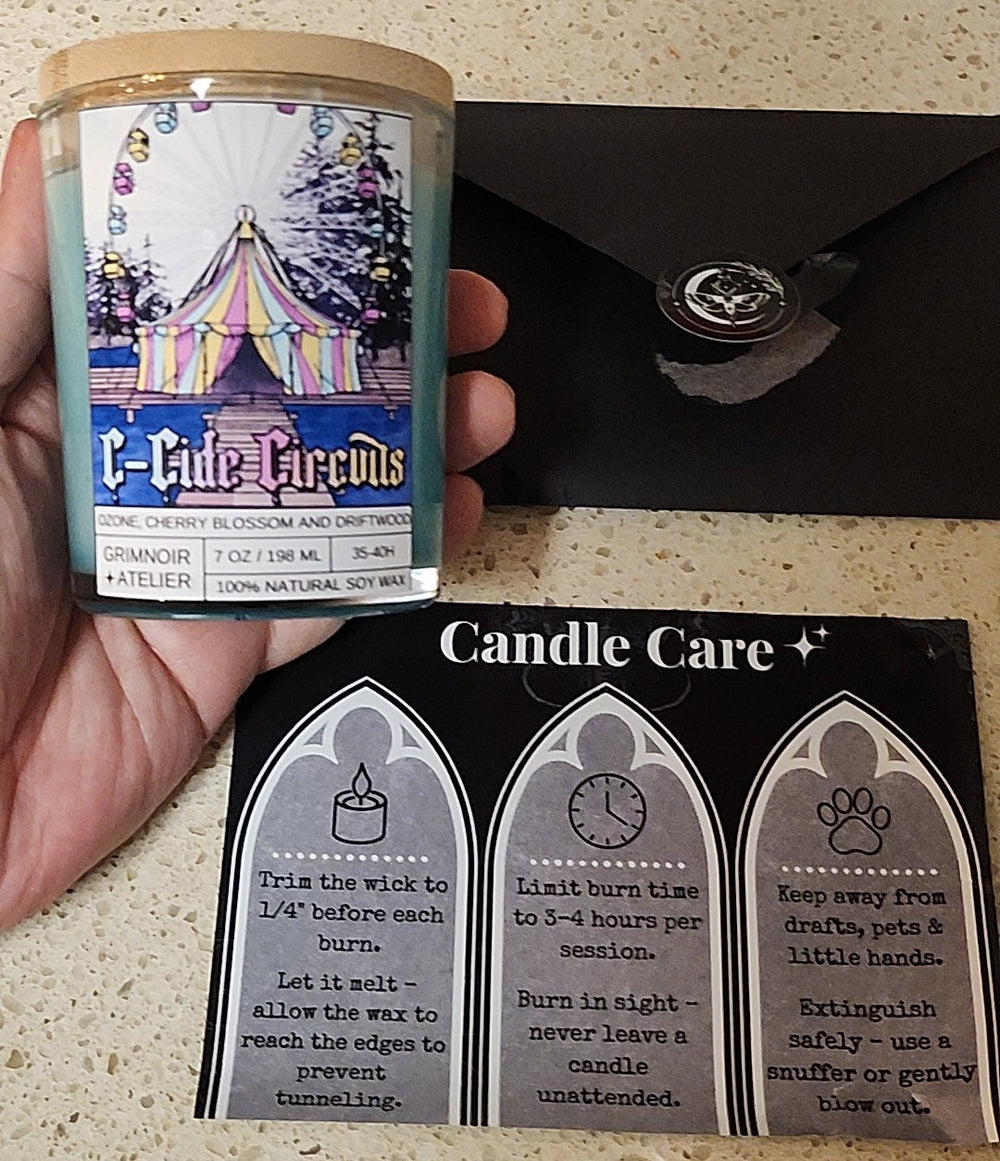 C-Cide Circuits
OZONE, CHERRY BLOSSOM AND DRIFTWOOD
GRIMNOIR
+ATELIER
7 OZ / 198 ML
35-40H
100% NATURAL SOY WAX
Candle Care
Trim the wick to
1/4" before each
burn.
Let it melt –
allow the wax to
reach the edges to
prevent
tunneling.
Limit burn time
to 3–4 hours per
session.
Burn in sight –
never leave a
candle
unattended.
Keep away from
drafts, pets &
little hands.
Extinguish
safely – use a
snuffer or gently
blow out.